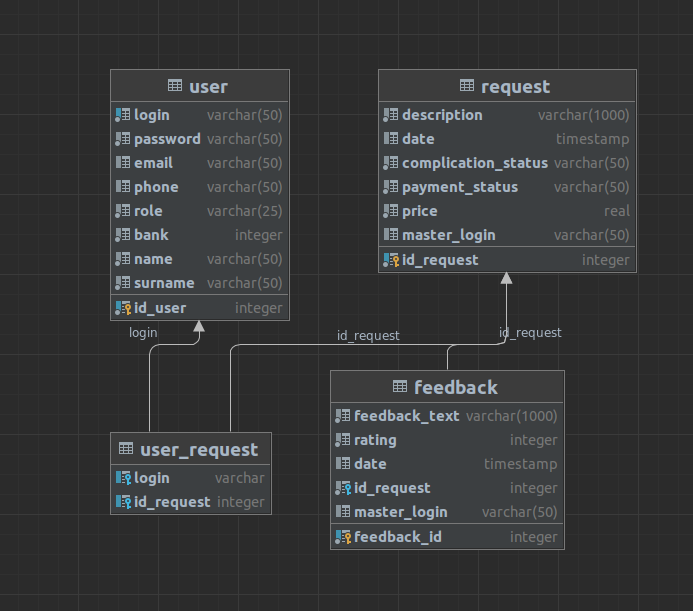 user
login varchar(50)
password varchar(50)
email varchar(50)
phone varchar(50)
role varchar(25)
bank integer
name varchar(50)
surname varchar(50)
id_user integer
request
description varchar(1000)
date timestamp
complication_status varchar(50)
payment_status varchar(50)
price real
master_login varchar(50)
id_request integer
login
id_request
id_request
user_request
login varchar
id_request integer
feedback
feedback_text varchar(1000)
rating integer
date timestamp
id_request integer
master_login varchar(50)
feedback_id integer